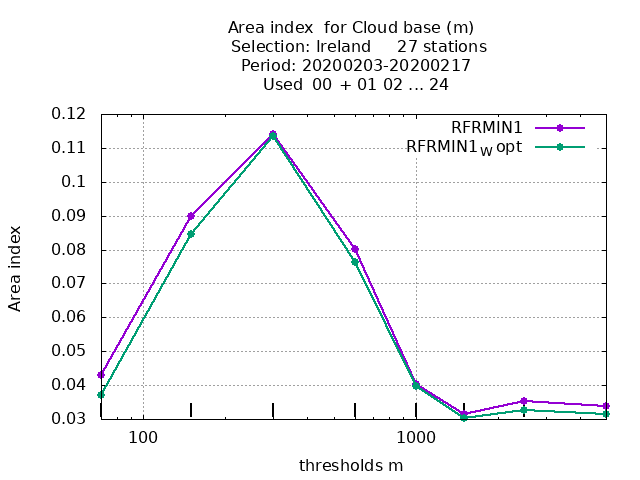 Area index  for Cloud base (m)
Selection: Ireland     27 stations
Period: 20200203-20200217
Used  00  + 01 02 ... 24
RFRMIN1
RFRMIN1W opt
0.12
0.11
0.1
0.09
0.08
0.07
0.06
0.05
0.04
0.03
Area index
100
1000
thresholds m